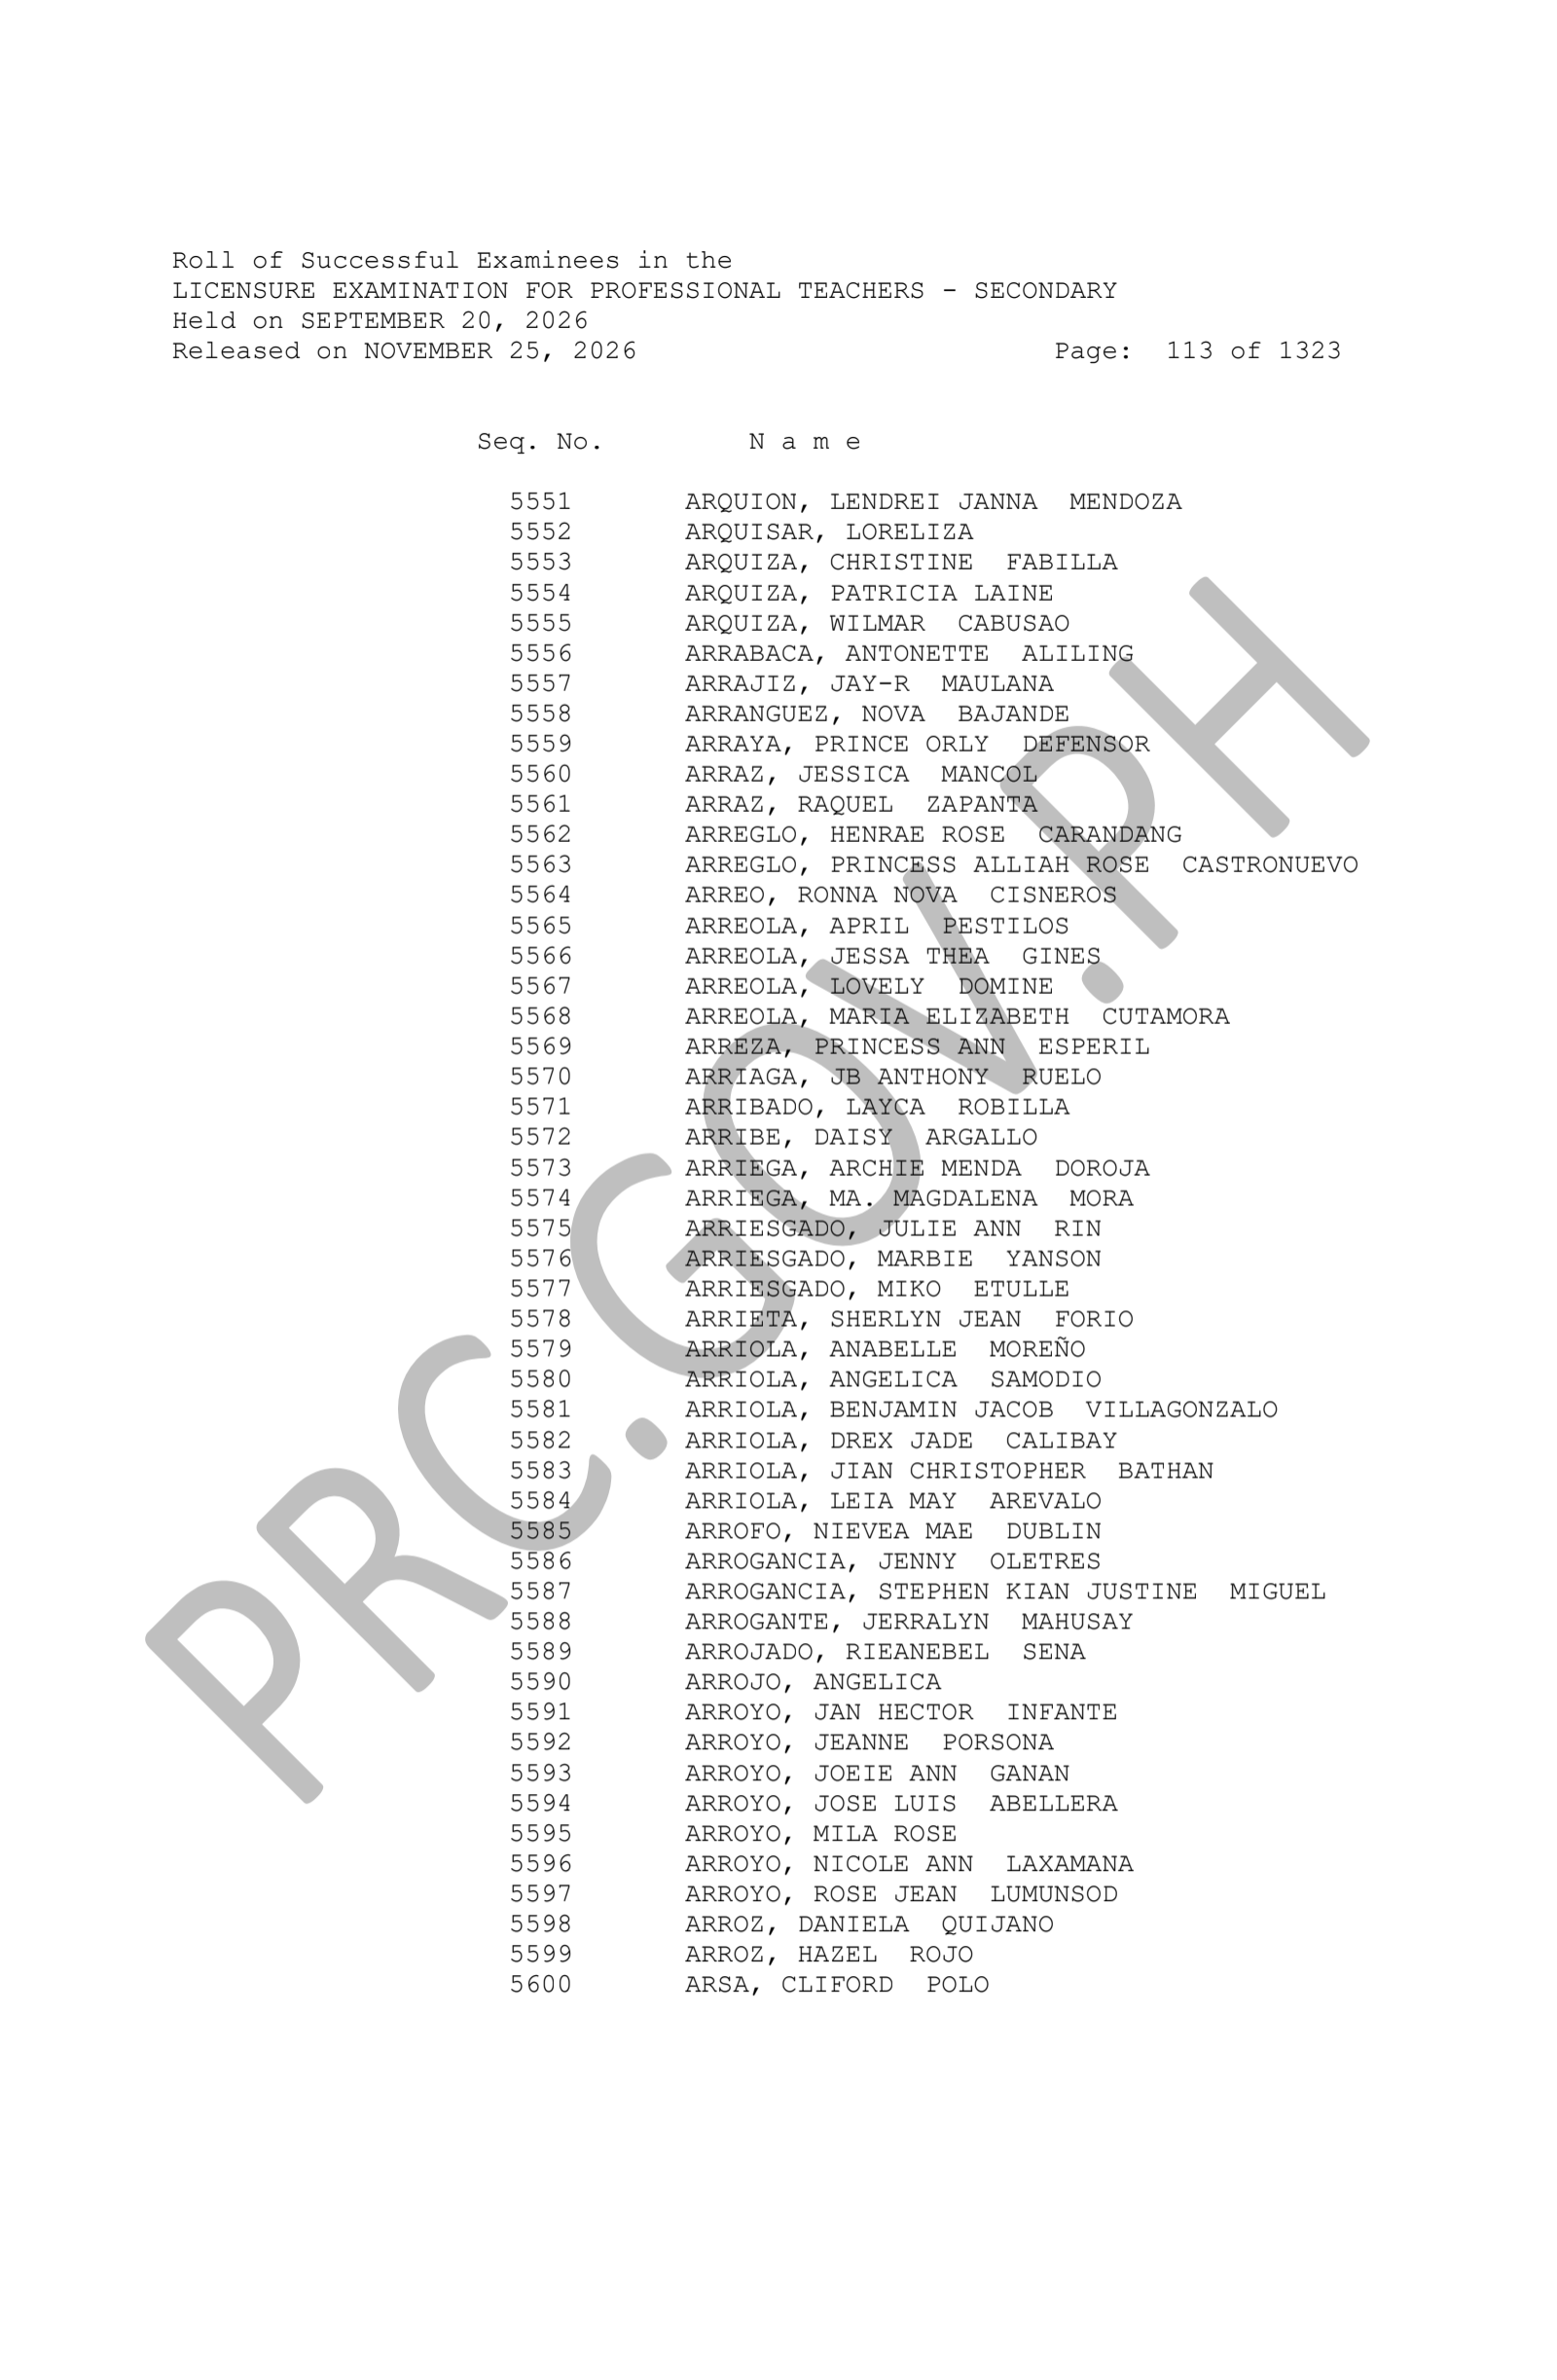 Roll of Successful Examinees in the
LICENSURE EXAMINATION FOR PROFESSIONAL TEACHERS - SECONDARY
Held on SEPTEMBER 20, 2026
Released on NOVEMBER 25, 2026 Page: 113 of 1323
Seq. No. N a m e
5551 ARQUION, LENDREI JANNA MENDOZA
5552 ARQUISAR, LORELIZA
5553 ARQUIZA, CHRISTINE FABILLA
5554 ARQUIZA, PATRICIA LAINE
5555 ARQUIZA, WILMAR CABUSAO
5556 ARRABACA, ANTONETTE ALILING
5557 ARRAJIZ, JAY-R MAULANA
5558 ARRANGUEZ, NOVA BAJANDE
5559 ARRAYA, PRINCE ORLY DEFENSOR
5560 ARRAZ, JESSICA MANCOL
5561 ARRAZ, RAQUEL ZAPANTA
5562 ARREGLO, HENRAE ROSE CARANDANG
5563 ARREGLO, PRINCESS ALLIAH ROSE CASTRONUEVO
5564 ARREO, RONNA NOVA CISNEROS
5565 ARREOLA, APRIL PESTILOS
5566 ARREOLA, JESSA THEA GINES
5567 ARREOLA, LOVELY DOMINE
5568 ARREOLA, MARIA ELIZABETH CUTAMORA
5569 ARREZA, PRINCESS ANN ESPERIL
5570 ARRIAGA, JB ANTHONY RUELO
5571 ARRIBADO, LAYCA ROBILLA
5572 ARRIBE, DAISY ARGALLO
5573 ARRIEGA, ARCHIE MENDA DOROJA
5574 ARRIEGA, MA. MAGDALENA MORA
5575 ARRIESGADO, JULIE ANN RIN
5576 ARRIESGADO, MARBIE YANSON
5577 ARRIESGADO, MIKO ETULLE
5578 ARRIETA, SHERLYN JEAN FORIO
5579 ARRIOLA, ANABELLE MOREÑO
5580 ARRIOLA, ANGELICA SAMODIO
5581 ARRIOLA, BENJAMIN JACOB VILLAGONZALO
5582 ARRIOLA, DREX JADE CALIBAY
5583 ARRIOLA, JIAN CHRISTOPHER BATHAN
5584 ARRIOLA, LEIA MAY AREVALO
5585 ARROFO, NIEVEA MAE DUBLIN
5586 ARROGANCIA, JENNY OLETRES
5587 ARROGANCIA, STEPHEN KIAN JUSTINE MIGUEL
5588 ARROGANTE, JERRALYN MAHUSAY
5589 ARROJADO, RIEANEBEL SENA
5590 ARROJO, ANGELICA
5591 ARROYO, JAN HECTOR INFANTE
5592 ARROYO, JEANNE PORSONA
5593 ARROYO, JOEIE ANN GANAN
5594 ARROYO, JOSE LUIS ABELLERA
5595 ARROYO, MILA ROSE
5596 ARROYO, NICOLE ANN LAXAMANA
5597 ARROYO, ROSE JEAN LUMUNSOD
5598 ARROZ, DANIELA QUIJANO
5599 ARROZ, HAZEL ROJO
5600 ARSA, CLIFORD POLO
PRC.GOV.PH